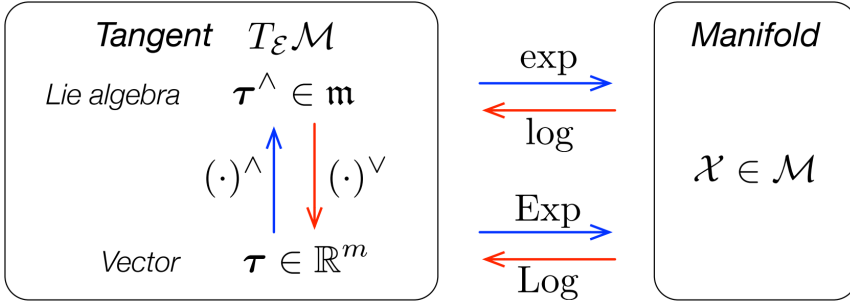 Tangent T_ℰℳ
Manifold
exp
Lie algebra τ^∧ ∈ 𝔪
log
(·)^∧ (·)^∨
𝒳 ∈ ℳ
Exp
Vector τ ∈ ℝ^m
Log